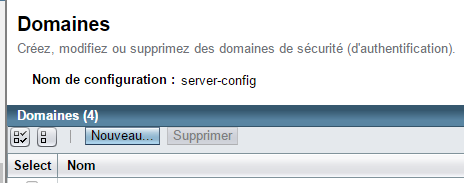 Domaines
Créez, modifiez ou supprimez des domaines de sécurité (d'authentification).
Nom de configuration : server-config
Domaines (4)
Nouveau... Supprimer
Select Nom